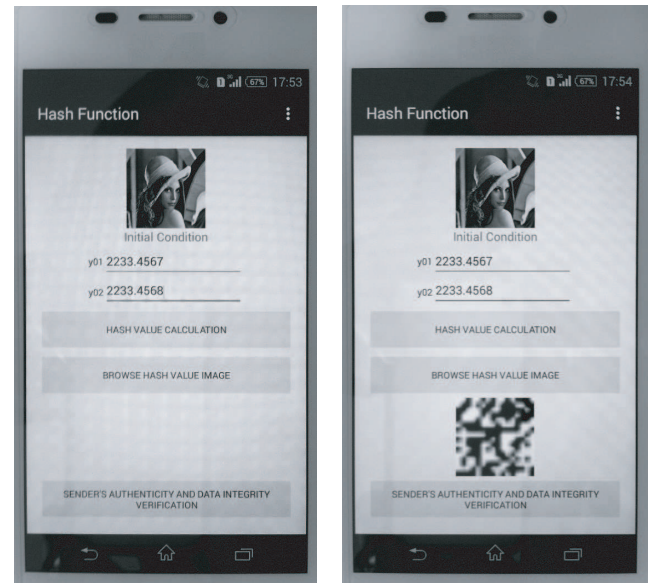 67% 17:53
Hash Function
Initial Condition
y01 2233.4567
y02 2233.4568
HASH VALUE CALCULATION
BROWSE HASH VALUE IMAGE
SENDER'S AUTHENTICITY AND DATA INTEGRITY
VERIFICATION
67% 17:54
Hash Function
Initial Condition
y01 2233.4567
y02 2233.4568
HASH VALUE CALCULATION
BROWSE HASH VALUE IMAGE
SENDER'S AUTHENTICITY AND DATA INTEGRITY
VERIFICATION